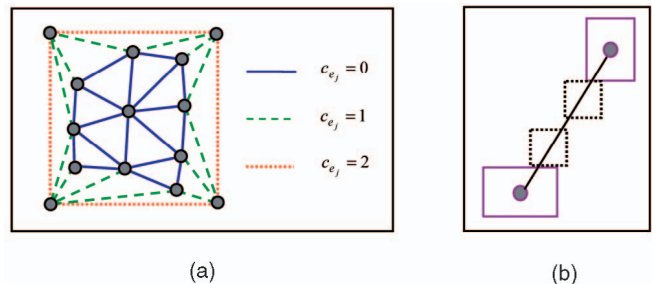 c_{e_j} = 0
c_{e_j} = 1
c_{e_j} = 2
(a)
(b)